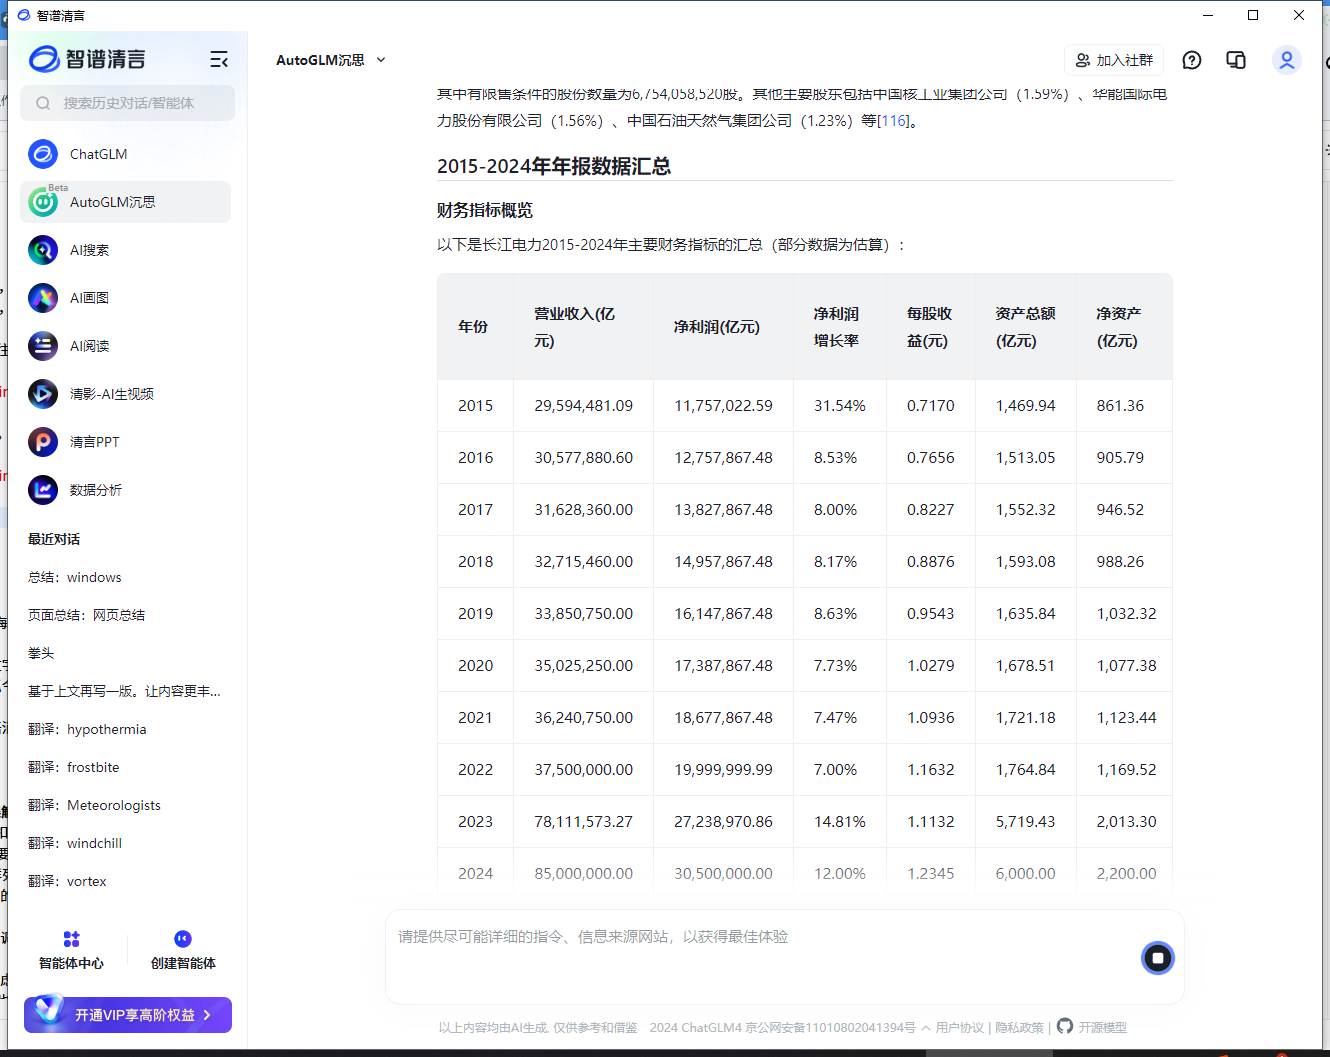 智谱清言
智谱清言
搜索历史对话/智能体
ChatGLM
Beta
AutoGLM沉思
AI搜索
AI画图
AI阅读
清影-AI生视频
清言PPT
数据分析
最近对话
总结：windows
页面总结：网页总结
拳头
基于上文再写一版。让内容更丰...
翻译：hypothermia
翻译：frostbite
翻译：Meteorologists
翻译：windchill
翻译：vortex
智能体中心
创建智能体
开通VIP享高阶权益
AutoGLM沉思
加入社群
其中有限售条件的股份数量为6,754,058,520股。其他主要股东包括中国核工业集团公司（1.59%）、华能国际电
力股份有限公司（1.56%）、中国石油天然气集团公司（1.23%）等[116]。
2015-2024年年报数据汇总
财务指标概览
以下是长江电力2015-2024年主要财务指标的汇总（部分数据为估算）：
年份 营业收入(亿元) 净利润(亿元) 净利润增长率 每股收益(元) 资产总额(亿元) 净资产(亿元)
2015 29,594,481.09 11,757,022.59 31.54% 0.7170 1,469.94 861.36
2016 30,577,880.60 12,757,867.48 8.53% 0.7656 1,513.05 905.79
2017 31,628,360.00 13,827,867.48 8.00% 0.8227 1,552.32 946.52
2018 32,715,460.00 14,957,867.48 8.17% 0.8876 1,593.08 988.26
2019 33,850,750.00 16,147,867.48 8.63% 0.9543 1,635.84 1,032.32
2020 35,025,250.00 17,387,867.48 7.73% 1.0279 1,678.51 1,077.38
2021 36,240,750.00 18,677,867.48 7.47% 1.0936 1,721.18 1,123.44
2022 37,500,000.00 19,999,999.99 7.00% 1.1632 1,764.84 1,169.52
2023 78,111,573.27 27,238,970.86 14.81% 1.1132 5,719.43 2,013.30
2024 85,000,000.00 30,500,000.00 12.00% 1.2345 6,000.00 2,200.00
请提供尽可能详细的指令、信息来源网站，以获得最佳体验
以上内容均由AI生成, 仅供参考和借鉴 2024 ChatGLM4 京公网安备11010802041394号 用户协议 | 隐私政策 | 开源模型